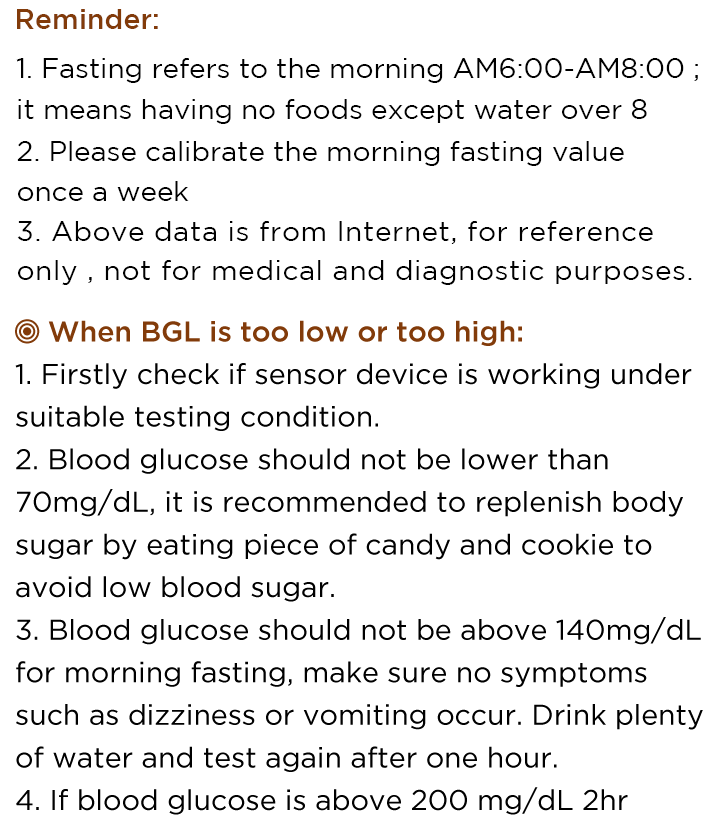 Reminder:
1. Fasting refers to the morning AM6:00-AM8:00 ;
it means having no foods except water over 8
2. Please calibrate the morning fasting value
once a week
3. Above data is from Internet, for reference
only , not for medical and diagnostic purposes.
When BGL is too low or too high:
1. Firstly check if sensor device is working under
suitable testing condition.
2. Blood glucose should not be lower than
70mg/dL, it is recommended to replenish body
sugar by eating piece of candy and cookie to
avoid low blood sugar.
3. Blood glucose should not be above 140mg/dL
for morning fasting, make sure no symptoms
such as dizziness or vomiting occur. Drink plenty
of water and test again after one hour.
4. If blood glucose is above 200 mg/dL 2hr